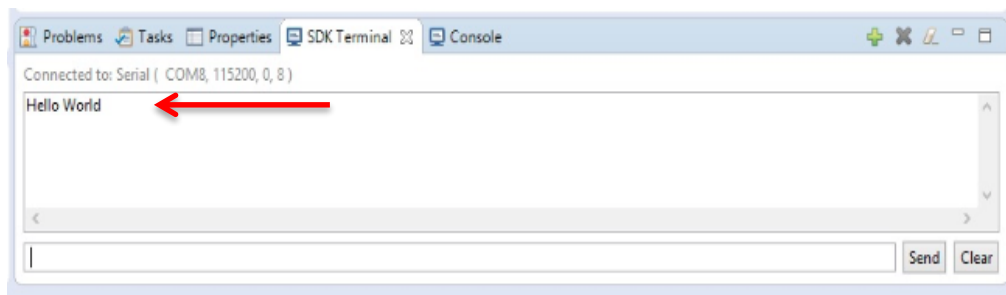 Problems Tasks Properties SDK Terminal Console
Connected to: Serial ( COM8, 115200, 0, 8 )
Hello World
Send Clear